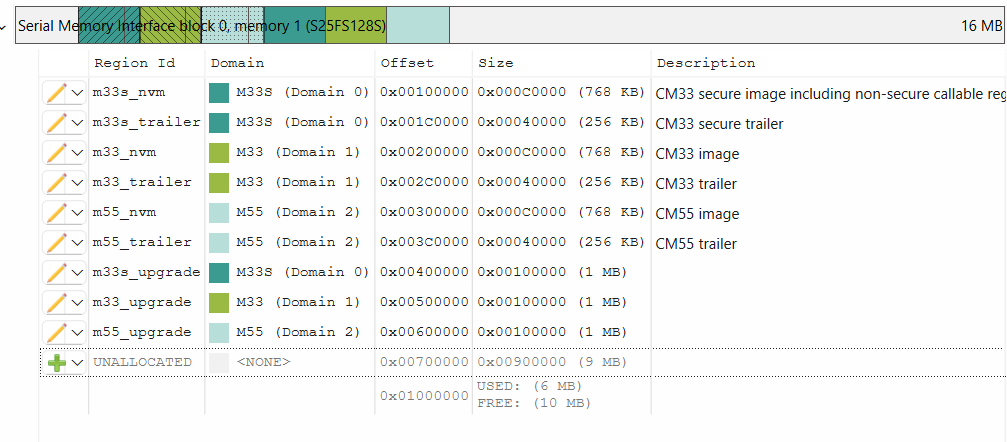 Serial Memory Interface block 0, memory 1 (S25FS128S) 16 MB
Region Id Domain Offset Size Description
m33s_nvm M33S (Domain 0) 0x00100000 0x000C0000 (768 KB) CM33 secure image including non-secure callable reg
m33s_trailer M33S (Domain 0) 0x001C0000 0x00040000 (256 KB) CM33 secure trailer
m33_nvm M33 (Domain 1) 0x00200000 0x000C0000 (768 KB) CM33 image
m33_trailer M33 (Domain 1) 0x002C0000 0x00040000 (256 KB) CM33 trailer
m55_nvm M55 (Domain 2) 0x00300000 0x000C0000 (768 KB) CM55 image
m55_trailer M55 (Domain 2) 0x003C0000 0x00040000 (256 KB) CM55 trailer
m33s_upgrade M33S (Domain 0) 0x00400000 0x00100000 (1 MB)
m33_upgrade M33 (Domain 1) 0x00500000 0x00100000 (1 MB)
m55_upgrade M55 (Domain 2) 0x00600000 0x00100000 (1 MB)
UNALLOCATED <NONE> 0x00700000 0x00900000 (9 MB)
0x01000000 USED: (6 MB)
FREE: (10 MB)